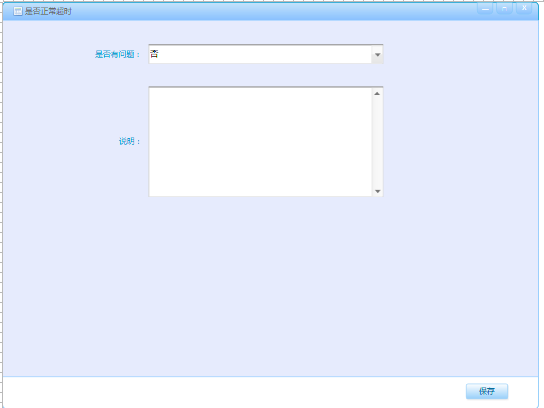 是否正常超时
是否有问题：
否
说明：
保存